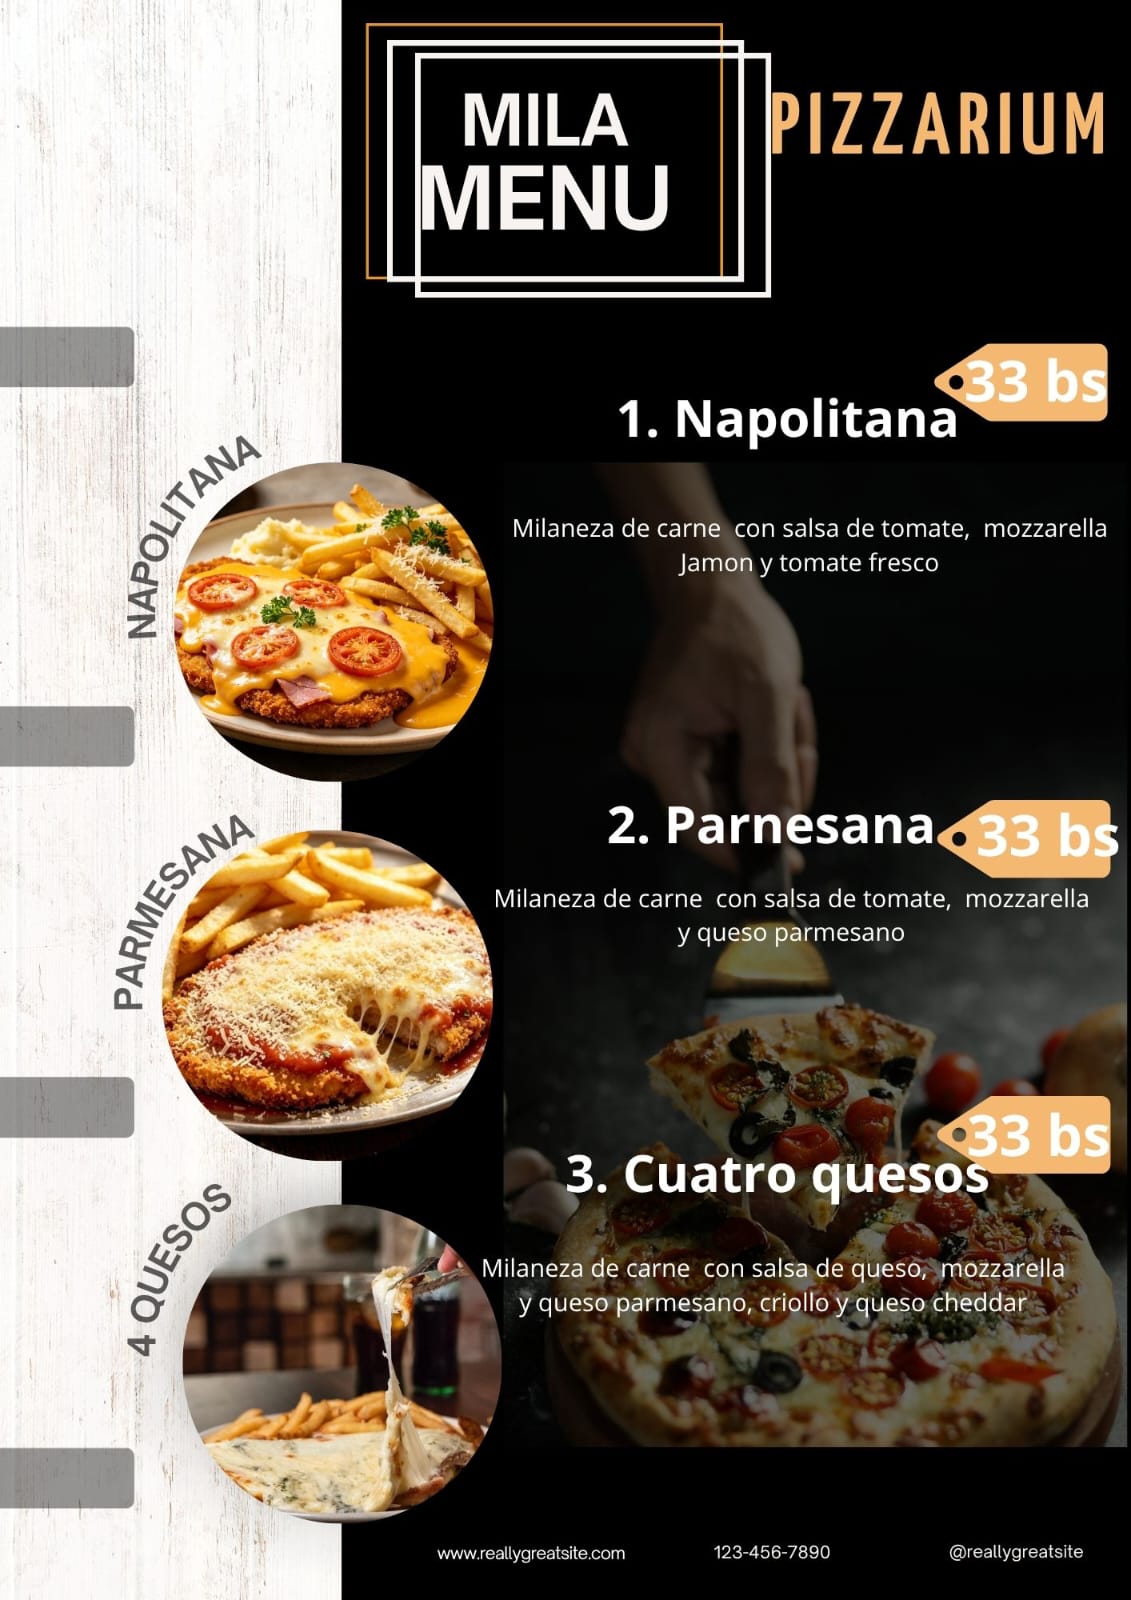 MILA
MENU
PIZZARIUM
33 bs
1. Napolitana
NAPOLITANA
Milaneza de carne con salsa de tomate, mozzarella
Jamon y tomate fresco
2. Parnesana
33 bs
PARMESANA
Milaneza de carne con salsa de tomate, mozzarella
y queso parmesano
33 bs
3. Cuatro quesos
4 QUESOS
Milaneza de carne con salsa de queso, mozzarella
y queso parmesano, criollo y queso cheddar
www.reallygreatsite.com
123-456-7890
@reallygreatsite